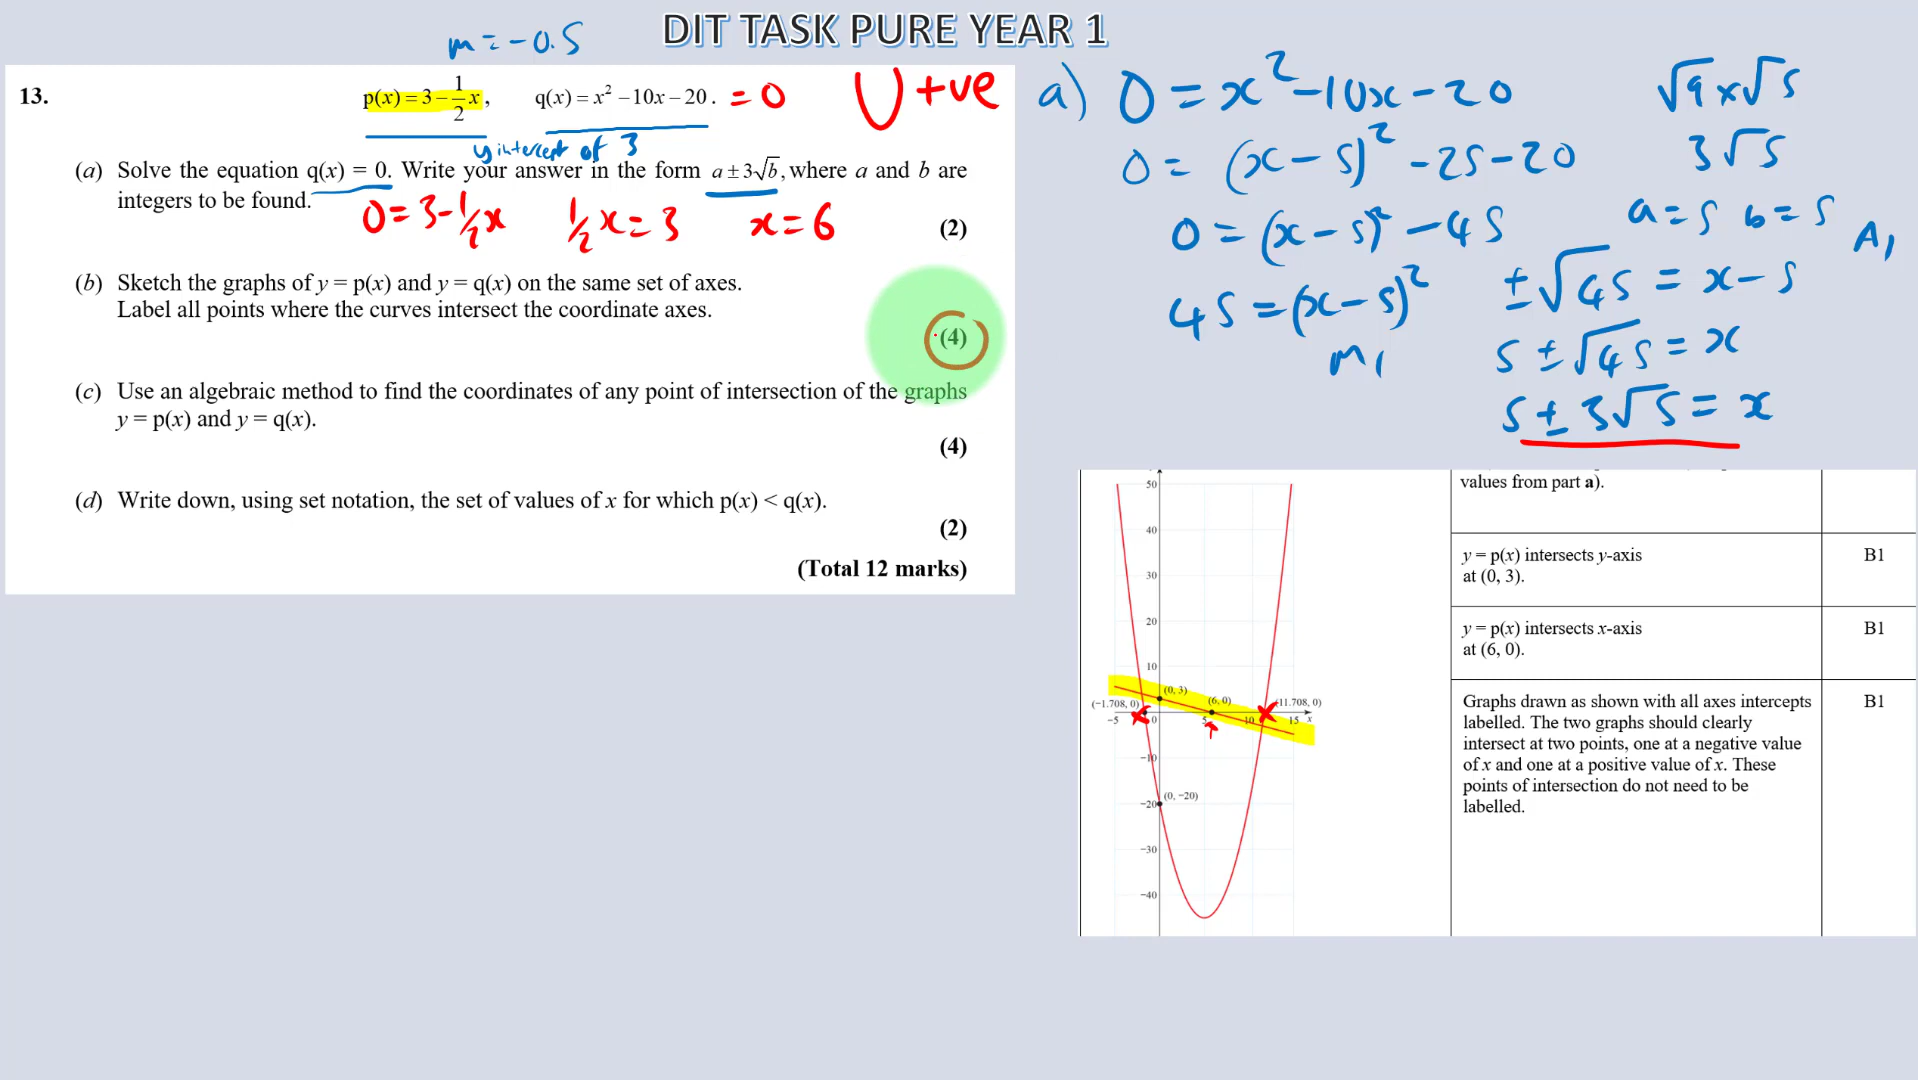 DIT TASK PURE YEAR 1
m = -0.5
13. p(x) = 3 − 1/2 x, q(x) = x² −10x −20 . = 0 U +ve
y intercept of 3
(a) Solve the equation q(x) = 0. Write your answer in the form a ± 3√b, where a and b are
integers to be found.
0 = 3 - 1/2 x 1/2 x = 3 x = 6
(2)
(b) Sketch the graphs of y = p(x) and y = q(x) on the same set of axes.
Label all points where the curves intersect the coordinate axes.
(4)
(c) Use an algebraic method to find the coordinates of any point of intersection of the graphs
y = p(x) and y = q(x).
(4)
(d) Write down, using set notation, the set of values of x for which p(x) < q(x).
(2)
(Total 12 marks)
a) 0 = x² - 10x - 20
0 = (x - 5)² - 25 - 20
0 = (x - 5)² - 45
45 = (x - 5)²
M1
√9 x √5
3√5
a = 5 b = 5 A1
± √45 = x - 5
5 ± √45 = x
5 ± 3√5 = x
50
40
30
20
10
(0, 3)
(−1.708, 0) (6, 0) (11.708, 0)
−5 0 5 10 15 x
−10
−20 (0, −20)
−30
−40
values from part a).
y = p(x) intersects y-axis B1
at (0, 3).
y = p(x) intersects x-axis B1
at (6, 0).
Graphs drawn as shown with all axes intercepts B1
labelled. The two graphs should clearly
intersect at two points, one at a negative value
of x and one at a positive value of x. These
points of intersection do not need to be
labelled.